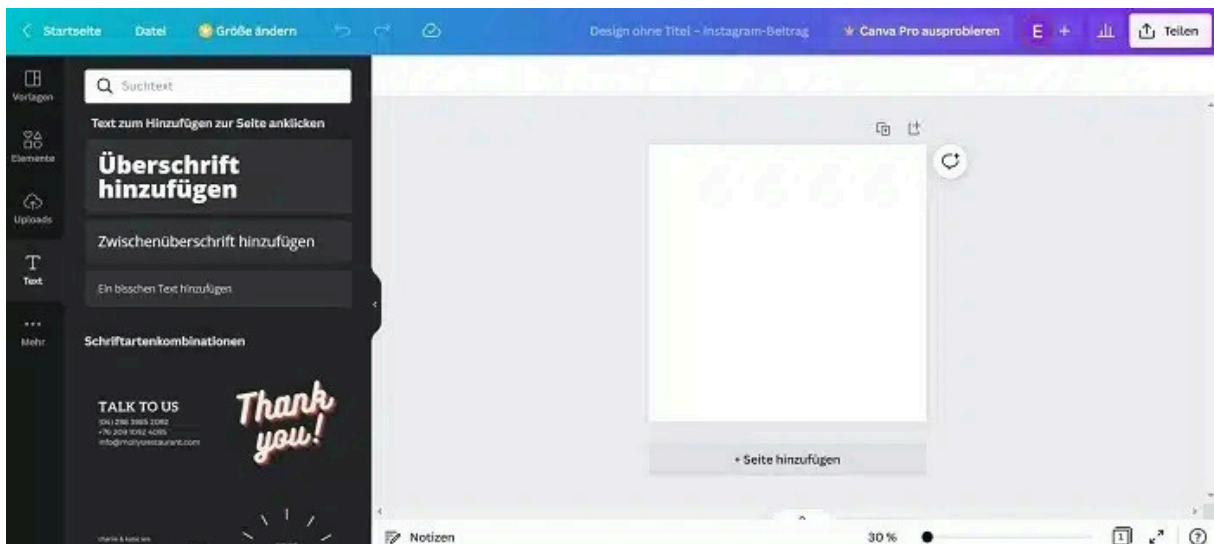 Startseite Datei Größe ändern Design ohne Titel – Instagram-Beitrag Canva Pro ausprobieren E + Teilen
Vorlagen
Elemente
Uploads
Text
Mehr
Suchtext
Text zum Hinzufügen zur Seite anklicken
Überschrift
hinzufügen
Zwischenüberschrift hinzufügen
Ein bisschen Text hinzufügen
Schriftartenkombinationen
TALK TO US
Thank
you!
+ Seite hinzufügen
Notizen 30 % 1 ?